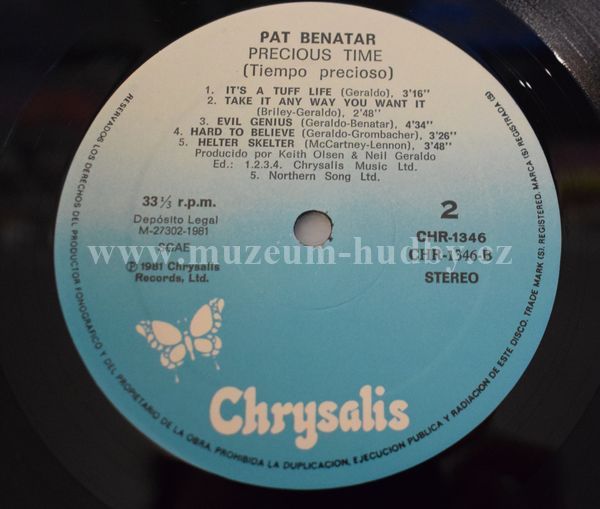 PAT BENATAR
PRECIOUS TIME
(Tiempo precioso)
1. IT'S A TUFF LIFE (Geraldo), 3'16"
2. TAKE IT ANY WAY YOU WANT IT
(Briley-Geraldo), 2'48"
3. EVIL GENIUS (Geraldo-Benatar), 4'34"
4. HARD TO BELIEVE (Geraldo-Grombacher), 3'26"
5. HELTER SKELTER (McCartney-Lennon), 3'48"
Producido por Keith Olsen & Neil Geraldo
Ed.: 1.2.3.4. Chrysalis Music Ltd.
5. Northern Song Ltd.
33⅓ r.p.m.
Depósito Legal
M-27302-1981
SGAE
℗ 1981 Chrysalis
Records, Ltd.
2
CHR-1346
CHR-1346-B
STEREO
www.muzeum-hudby.cz
Chrysalis
RESERVADOS LOS DERECHOS DEL PRODUCTOR FONOGRAFICO Y DEL PROPIETARIO DE LA OBRA. PROHIBIDA LA DUPLICACION, EJECUCION PUBLICA Y RADIACION DE ESTE DISCO. TRADE MARK (S). REGISTERED. MARCA (S) REGISTRADA (S)